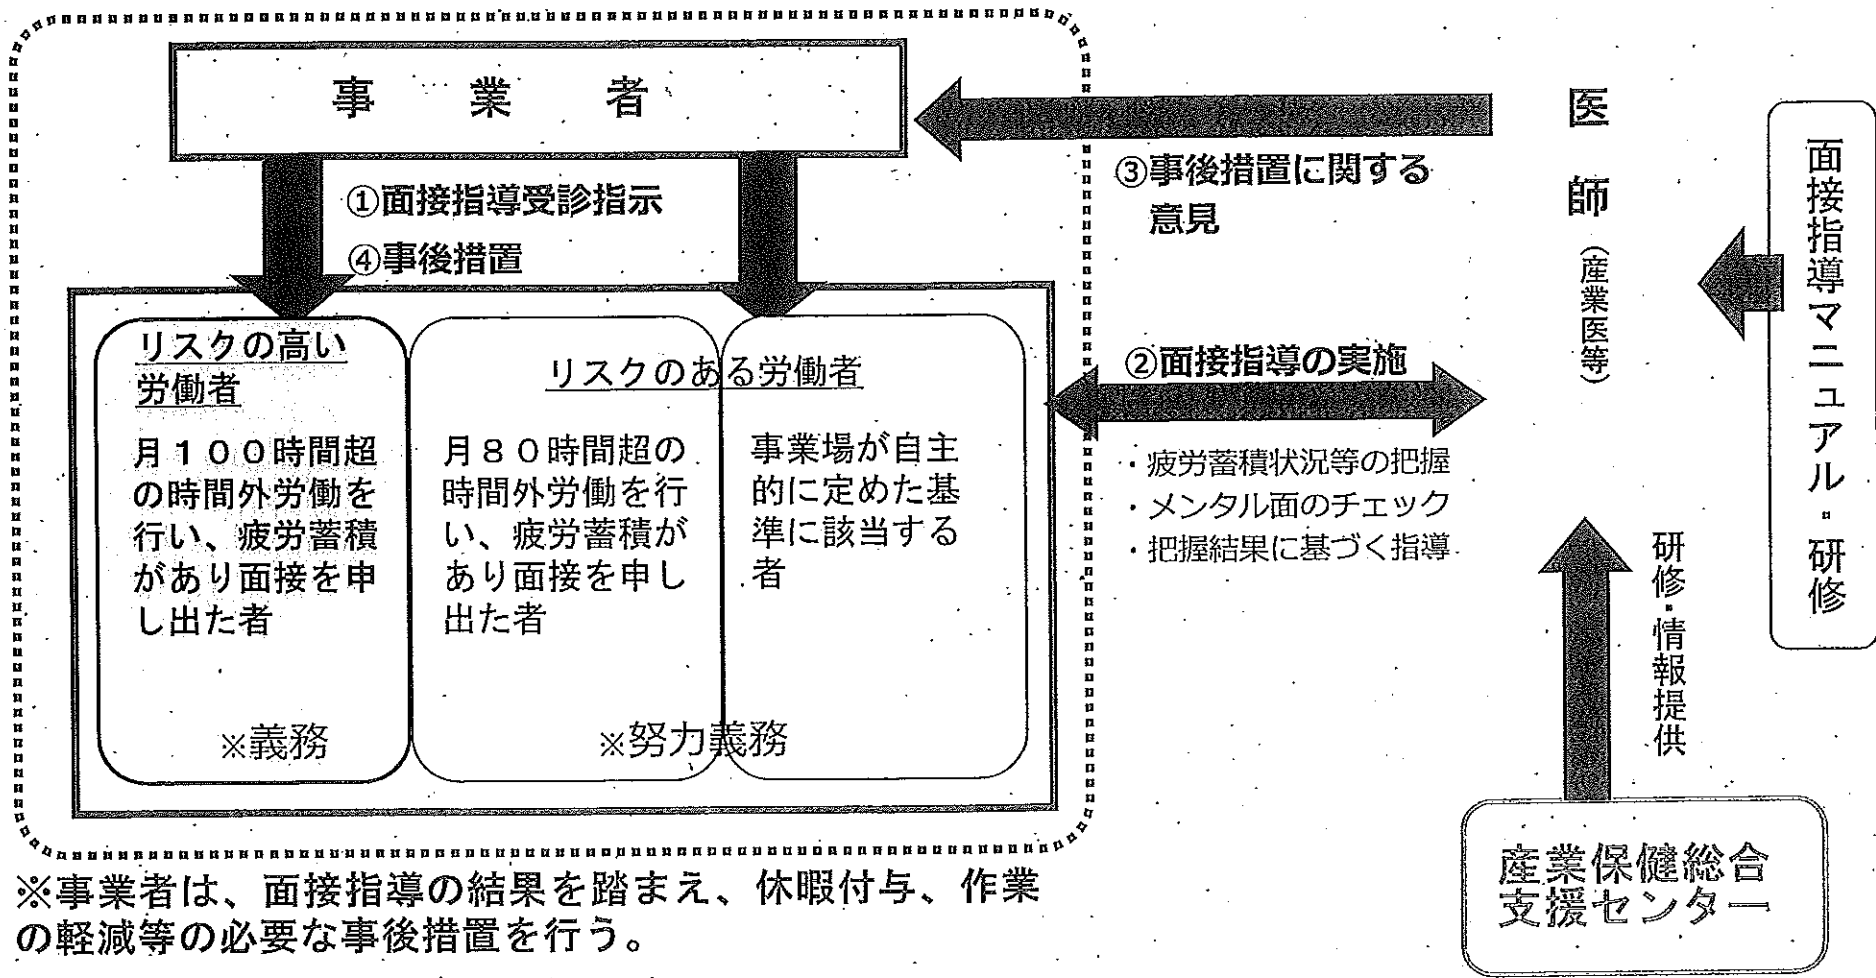 事業者
①面接指導受診指示
④事後措置
③事後措置に関する
意見
医師(産業医等)
面接指導マニュアル・研修
リスクの高い
労働者
月100時間超
の時間外労働を
行い、疲労蓄積
があり面接を申
し出た者
※義務
リスクのある労働者
月80時間超の
時間外労働を行
い、疲労蓄積が
あり面接を申し
出た者
事業場が自主
的に定めた基
準に該当する
者
※努力義務
②面接指導の実施
・疲労蓄積状況等の把握
・メンタル面のチェック
・把握結果に基づく指導
研修・情報提供
産業保健総合
支援センター
※事業者は、面接指導の結果を踏まえ、休暇付与、作業
の軽減等の必要な事後措置を行う。